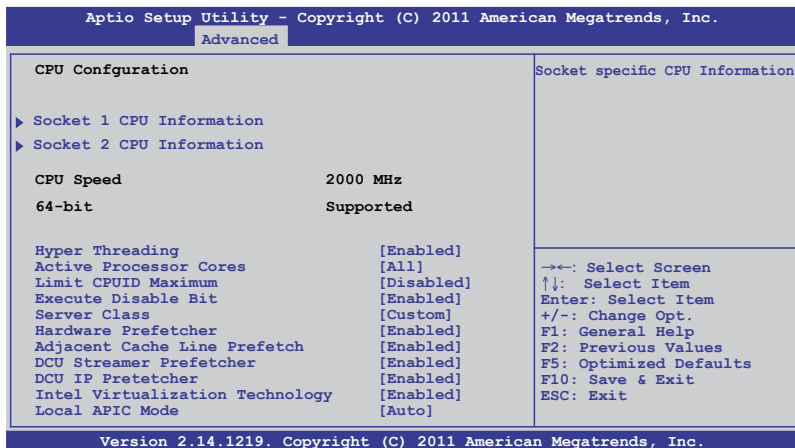 Aptio Setup Utility - Copyright (C) 2011 American Megatrends, Inc.
Advanced
CPU Confguration
Socket 1 CPU Information
Socket 2 CPU Information
CPU Speed 2000 MHz
64-bit Supported
Hyper Threading [Enabled]
Active Processor Cores [All]
Limit CPUID Maximum [Disabled]
Execute Disable Bit [Enabled]
Server Class [Custom]
Hardware Prefetcher [Enabled]
Adjacent Cache Line Prefetch [Enabled]
DCU Streamer Prefetcher [Enabled]
DCU IP Pretetcher [Enabled]
Intel Virtualization Technology [Enabled]
Local APIC Mode [Auto]
Socket specific CPU Information
→←: Select Screen
↑↓: Select Item
Enter: Select Item
+/-: Change Opt.
F1: General Help
F2: Previous Values
F5: Optimized Defaults
F10: Save & Exit
ESC: Exit
Version 2.14.1219. Copyright (C) 2011 American Megatrends, Inc.